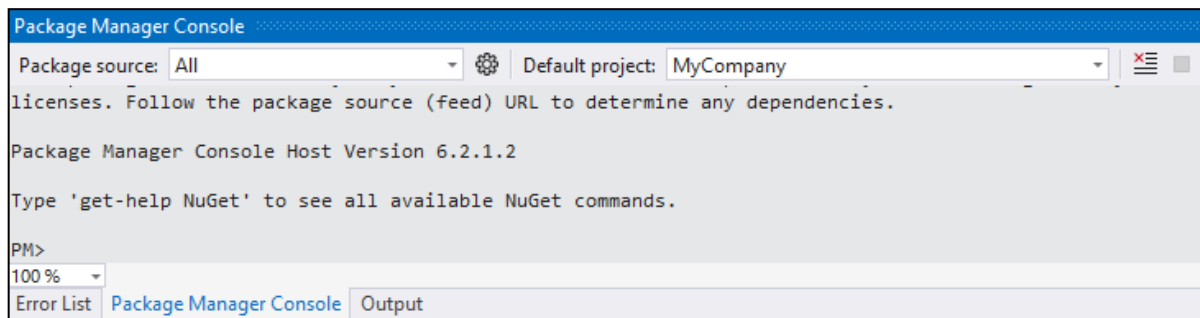 Package Manager Console
Package source: All Default project: MyCompany
licenses. Follow the package source (feed) URL to determine any dependencies.
Package Manager Console Host Version 6.2.1.2
Type 'get-help NuGet' to see all available NuGet commands.
PM>
100 %
Error List Package Manager Console Output